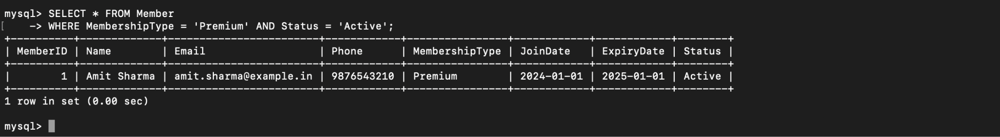 mysql> SELECT * FROM Member
[    -> WHERE MembershipType = 'Premium' AND Status = 'Active';
+----------+-------------+-------------------------+------------+----------------+------------+------------+--------+
| MemberID | Name        | Email                   | Phone      | MembershipType | JoinDate   | ExpiryDate | Status |
+----------+-------------+-------------------------+------------+----------------+------------+------------+--------+
|        1 | Amit Sharma | amit.sharma@example.in | 9876543210 | Premium        | 2024-01-01 | 2025-01-01 | Active |
+----------+-------------+-------------------------+------------+----------------+------------+------------+--------+
1 row in set (0.00 sec)
mysql>